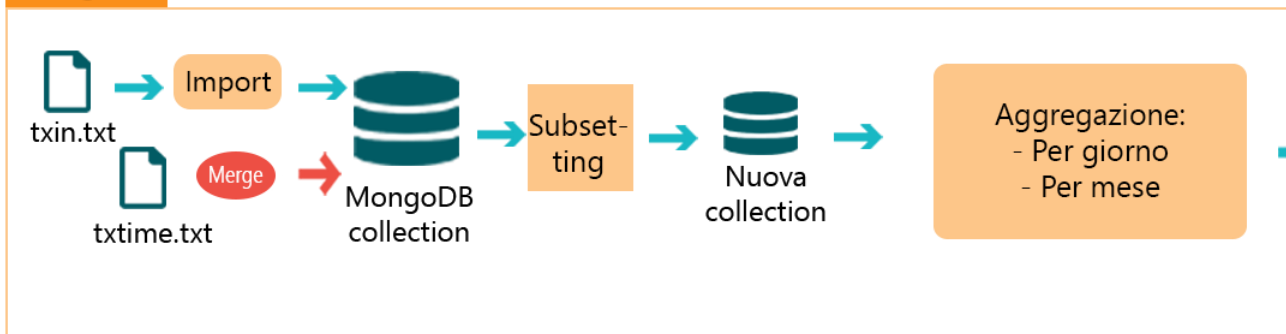 Import
txin.txt
Merge
txtime.txt
MongoDB
collection
Subset-
ting
Nuova
collection
Aggregazione:
- Per giorno
- Per mese